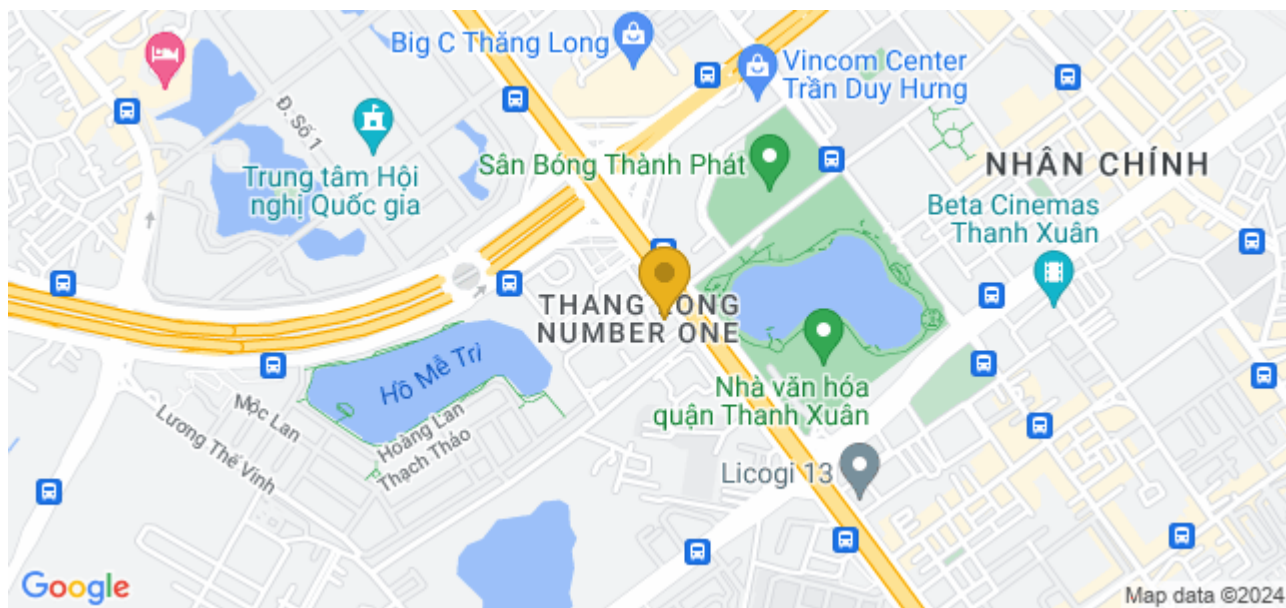 Big C Thăng Long
Vincom Center
Trần Duy Hưng
Đ. Số 1
Sân Bóng Thành Phát
NHÂN CHÍNH
Trung tâm Hội
nghị Quốc gia
Beta Cinemas
Thanh Xuân
THANG LONG
NUMBER ONE
Hồ Mễ Trì
Nhà văn hóa
quận Thanh Xuân
Mộc Lan
Lương Thế Vinh
Hoàng Lan
Thạch Thảo
Licogi 13
Google
Map data ©2024